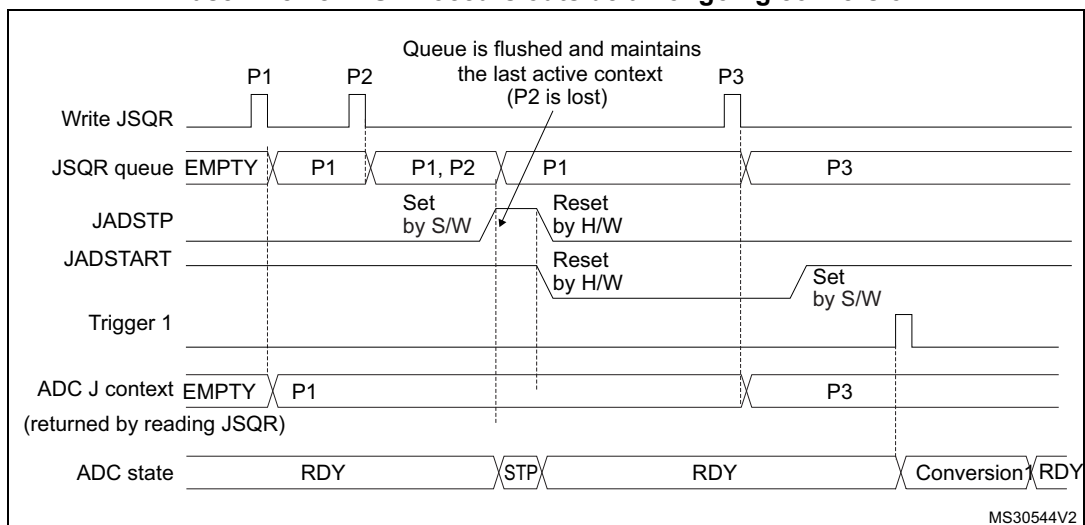 Queue is flushed and maintains
the last active context
(P2 is lost)
P1 P2 P3
Write JSQR
JSQR queue EMPTY P1 P1, P2 P1 P3
Set
by S/W
Reset
by H/W
JADSTP
JADSTART
Reset
by H/W
Set
by S/W
Trigger 1
ADC J context EMPTY P1 P3
(returned by reading JSQR)
ADC state RDY STP RDY Conversion1 RDY
MS30544V2